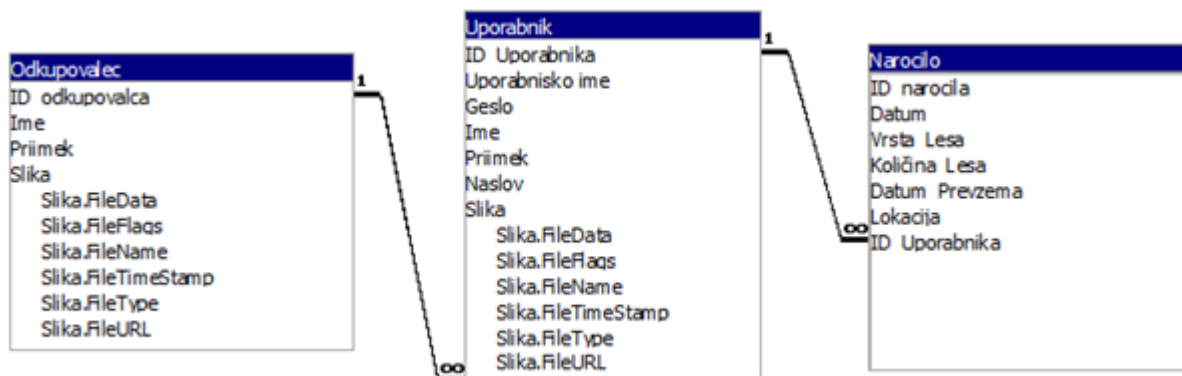 Odkupovalec
ID odkupovalca
Ime
Priimek
Slika
Slika.FileData
Slika.FileFlags
Slika.FileName
Slika.FileTimeStamp
Slika.FileType
Slika.FileURL
1
∞
Uporabnik
ID Uporabnika
Uporabnisko ime
Geslo
Ime
Priimek
Naslov
Slika
Slika.FileData
Slika.FileFlags
Slika.FileName
Slika.FileTimeStamp
Slika.FileType
Slika.FileURL
1
∞
Narocilo
ID narocila
Datum
Vrsta Lesa
Količina Lesa
Datum Prevzema
Lokacija
ID Uporabnika